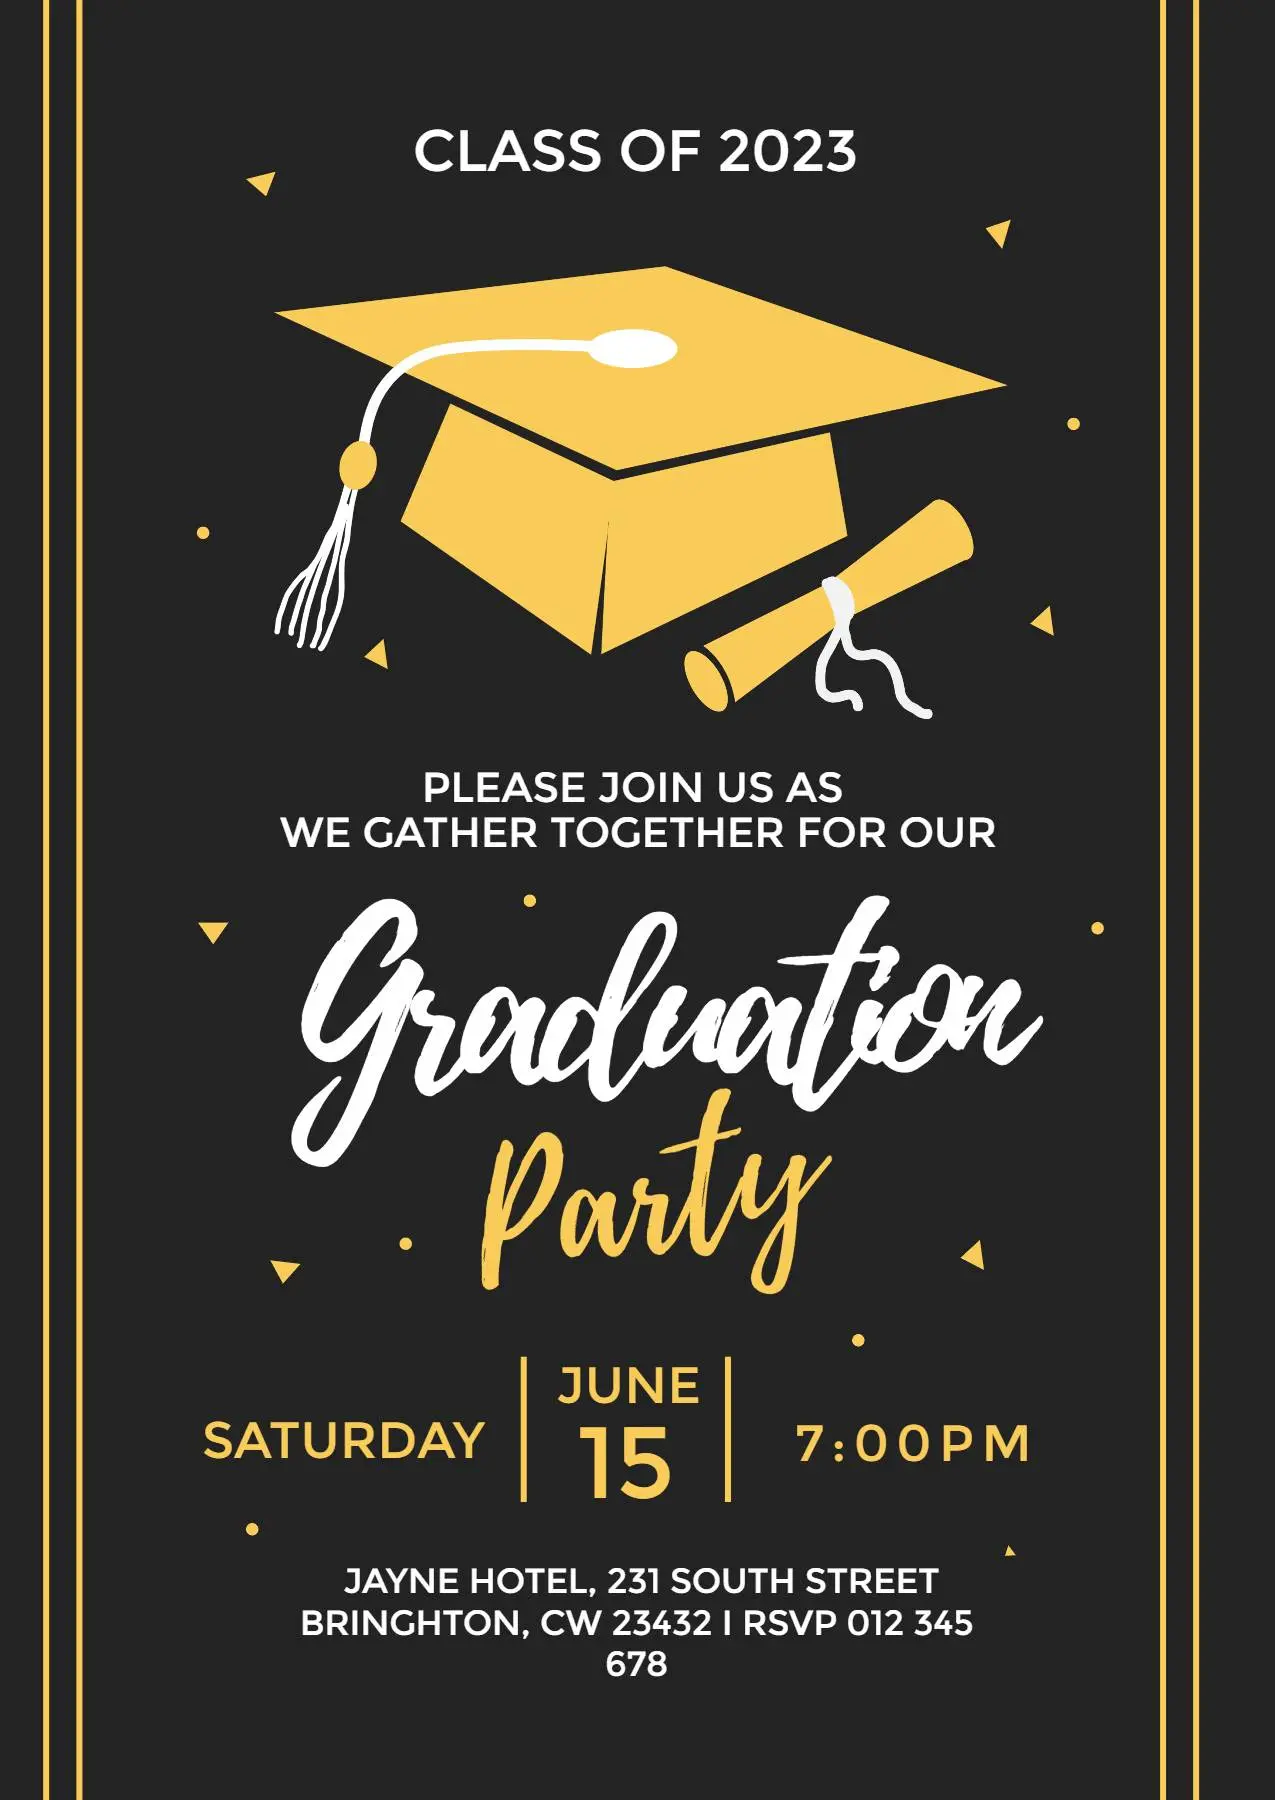 CLASS OF 2023
PLEASE JOIN US AS
WE GATHER TOGETHER FOR OUR
Graduation
Party
SATURDAY
JUNE
15
7:00PM
JAYNE HOTEL, 231 SOUTH STREET
BRINGHTON, CW 23432 I RSVP 012 345
678